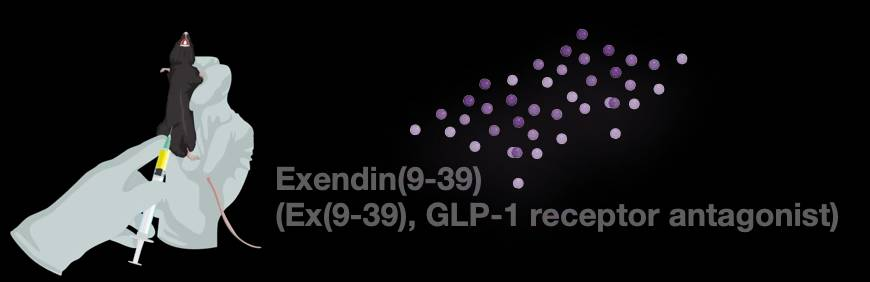 Exendin(9-39)
(Ex(9-39), GLP-1 receptor antagonist)